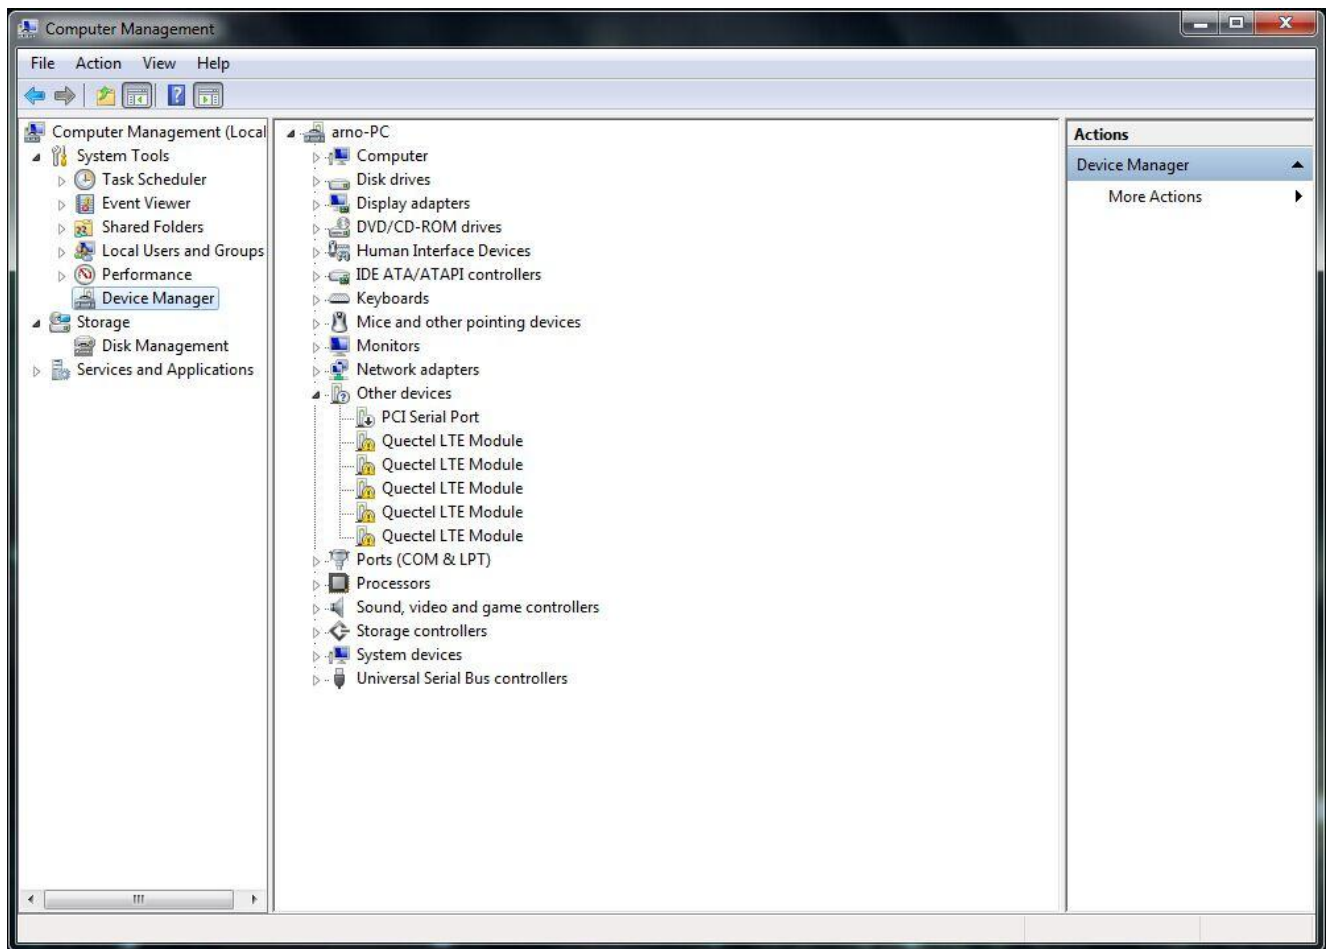 Computer Management
File Action View Help
Computer Management (Local
System Tools
Task Scheduler
Event Viewer
Shared Folders
Local Users and Groups
Performance
Device Manager
Storage
Disk Management
Services and Applications
arno-PC
Computer
Disk drives
Display adapters
DVD/CD-ROM drives
Human Interface Devices
IDE ATA/ATAPI controllers
Keyboards
Mice and other pointing devices
Monitors
Network adapters
Other devices
PCI Serial Port
Quectel LTE Module
Quectel LTE Module
Quectel LTE Module
Quectel LTE Module
Quectel LTE Module
Ports (COM & LPT)
Processors
Sound, video and game controllers
Storage controllers
System devices
Universal Serial Bus controllers
Actions
Device Manager
More Actions